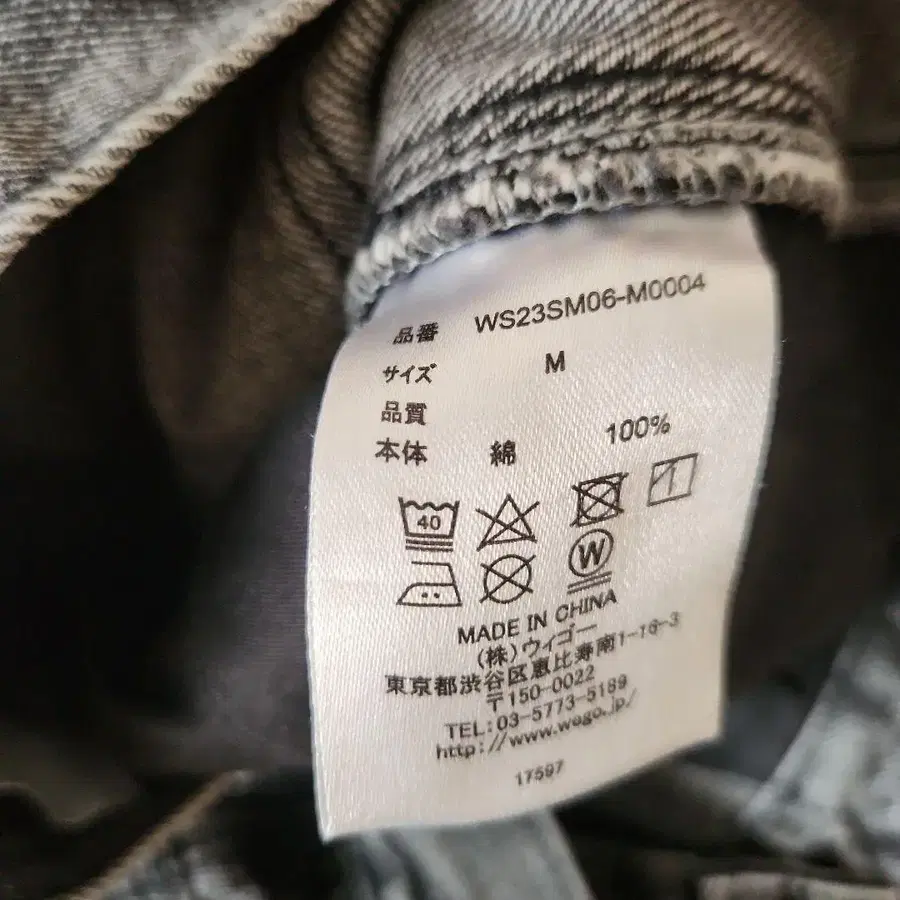 品番 WS23SM06-M0004
サイズ M
品質
本体 綿 100%
40
W
MADE IN CHINA
(株)ウィゴー
東京都渋谷区恵比寿南1-16-3
〒150-0022
TEL:03-5773-5189
http://www.wego.jp/
17597